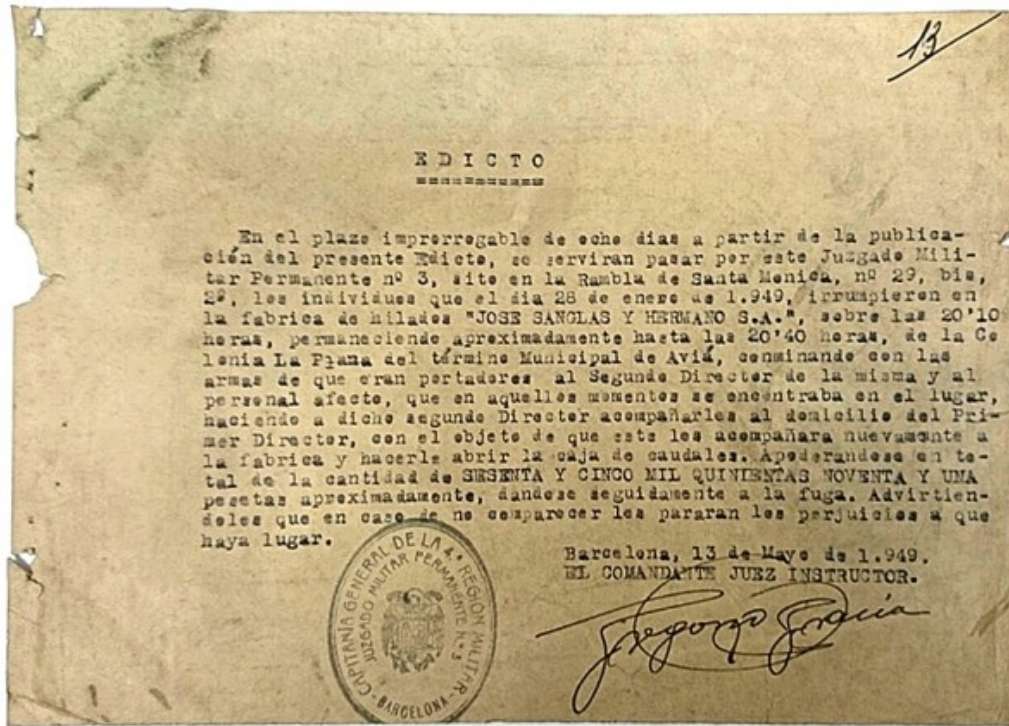 13
EDICTO
En el plazo improrrogable de ocho dias a partir de la publica-
ción del presente Edicto, se serviran pasar por este Juzgado Mili-
tar Permanente nº 3, sito en la Rambla de Santa Monica, nº 29, bis,
2º, los individuos que el dia 28 de enero de 1.949, irrumpieron en
la fabrica de hilados "JOSE SANGLAS Y HERMANO S.A.", sobre las 20'10
horas, permaneciendo aproximadamente hasta las 20'40 horas, de la Co
lonia La Plana del término Municipal de Aviá, conminando con las
armas de que eran portadores al Segundo Director de la misma y al
personal afecto, que en aquellos momentos se encontraba en el lugar,
haciendo a dicho segundo Director acompañarles al domicilio del Pri-
mer Director, con el objeto de que este les acompañara nuevamente a
la fabrica y hacerle abrir la caja de caudales. Apoderandose en to-
tal de la cantidad de SESENTA Y CINCO MIL QUINIENTAS NOVENTA Y UNA
pesetas aproximadamente, dandose seguidamente a la fuga. Advirtien-
doles que en caso de no comparecer les pararan los perjuicios a que
haya lugar.
Barcelona, 13 de Mayo de 1.949.
EL COMANDANTE JUEZ INSTRUCTOR.
CAPITANÍA GENERAL DE LA 4ª REGIÓN MILITAR
JUZGADO MILITAR PERMANENTE N.º 3
-BARCELONA-
Gregorio Gracia